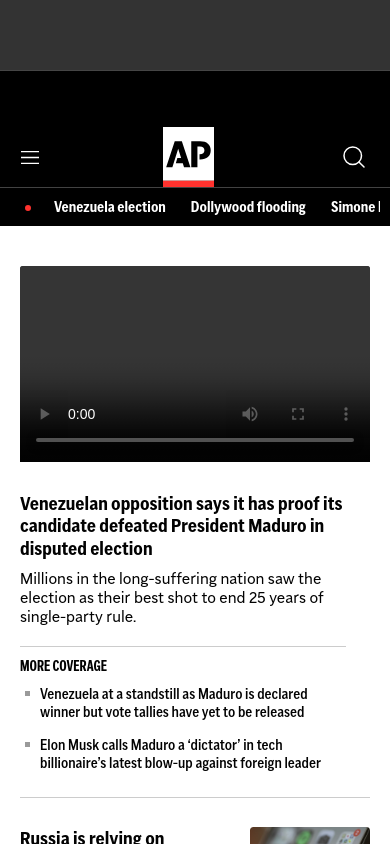 AP
Venezuela election Dollywood flooding Simone
0:00
Venezuelan opposition says it has proof its
candidate defeated President Maduro in
disputed election
Millions in the long-suffering nation saw the
election as their best shot to end 25 years of
single-party rule.
MORE COVERAGE
Venezuela at a standstill as Maduro is declared
winner but vote tallies have yet to be released
Elon Musk calls Maduro a ‘dictator’ in tech
billionaire’s latest blow-up against foreign leader
Russia is relying on